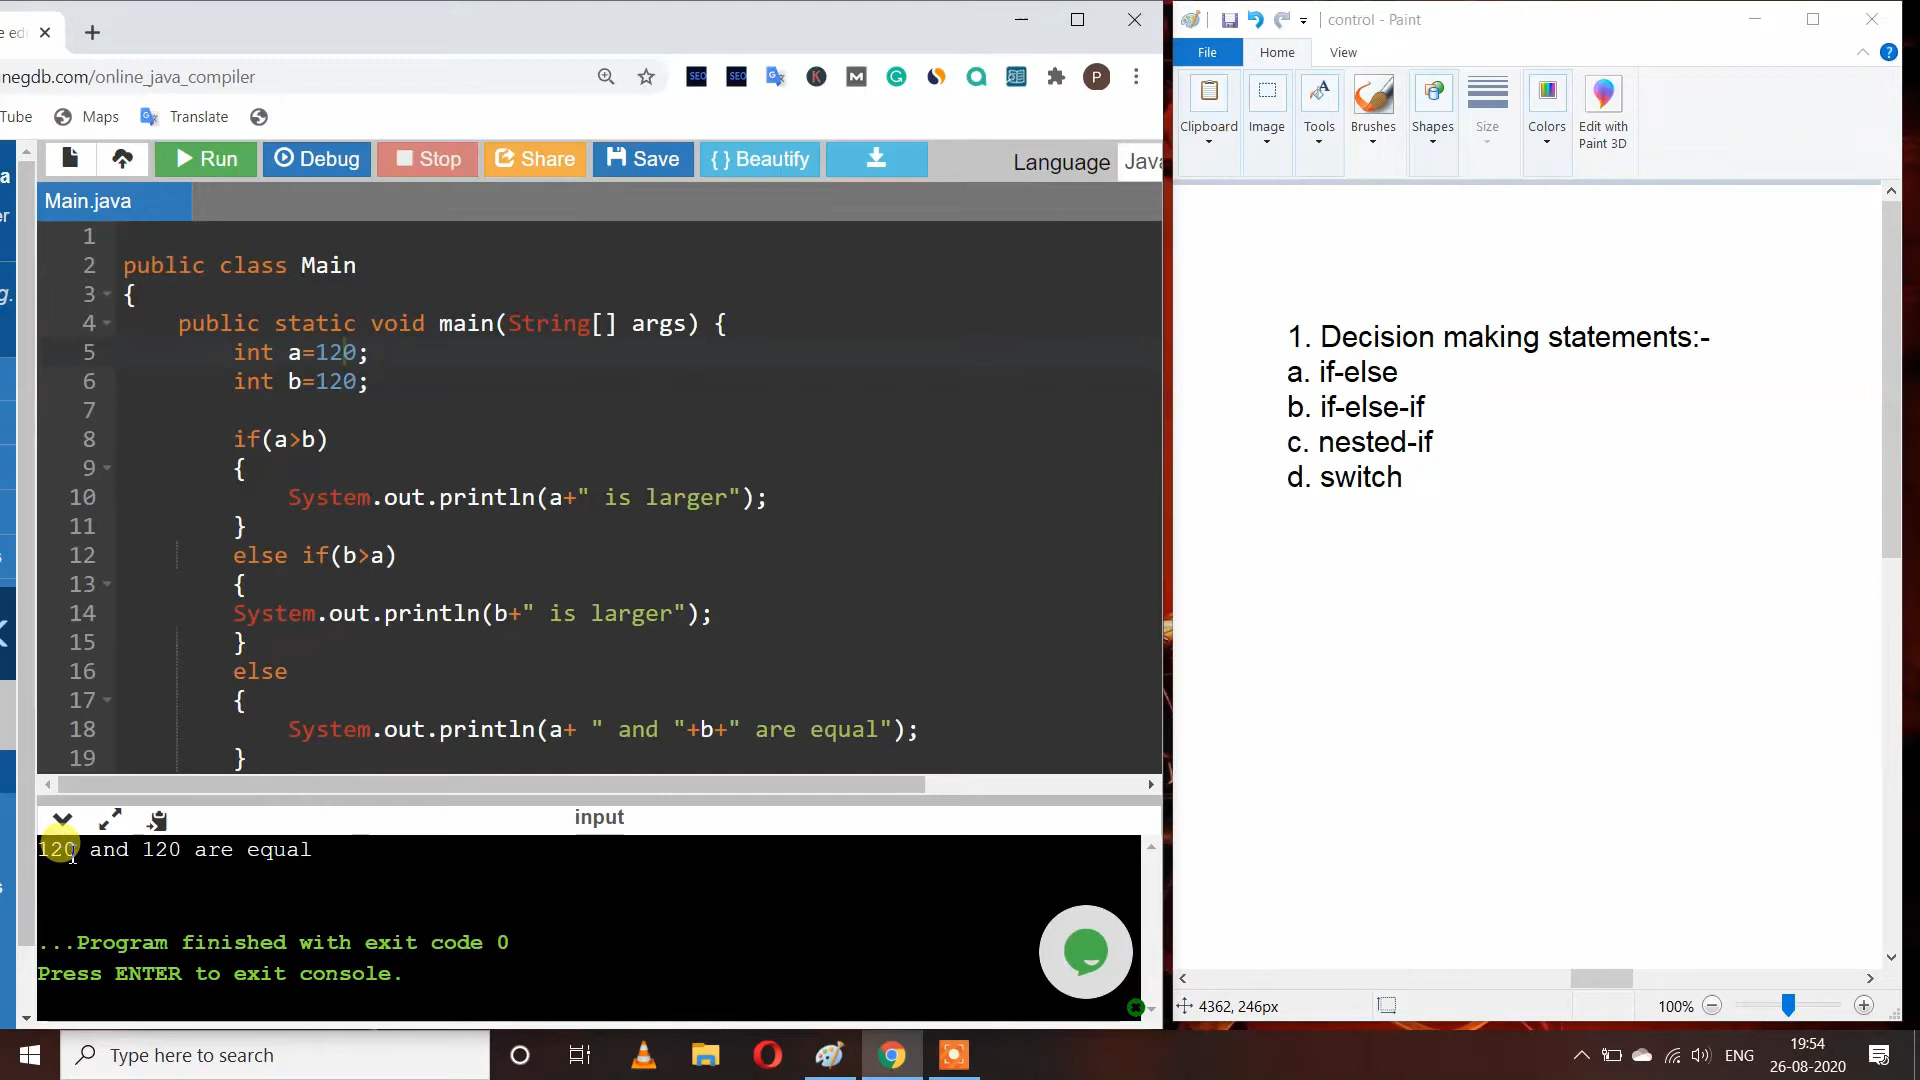 e ed
negdb.com/online_java_compiler
Tube Maps Translate
Run Debug Stop Share Save { } Beautify Language Java
Main.java
1
2 public class Main
3 {
4 public static void main(String[] args) {
5 int a=120;
6 int b=120;
7
8 if(a>b)
9 {
10 System.out.println(a+" is larger");
11 }
12 else if(b>a)
13 {
14 System.out.println(b+" is larger");
15 }
16 else
17 {
18 System.out.println(a+ " and "+b+" are equal");
19 }
input
120 and 120 are equal
...Program finished with exit code 0
Press ENTER to exit console.
control - Paint
File Home View
Clipboard Image Tools Brushes Shapes Size Colors Edit with
Paint 3D
1. Decision making statements:-
a. if-else
b. if-else-if
c. nested-if
d. switch
4362, 246px 100%
Type here to search
ENG
19:54
26-08-2020